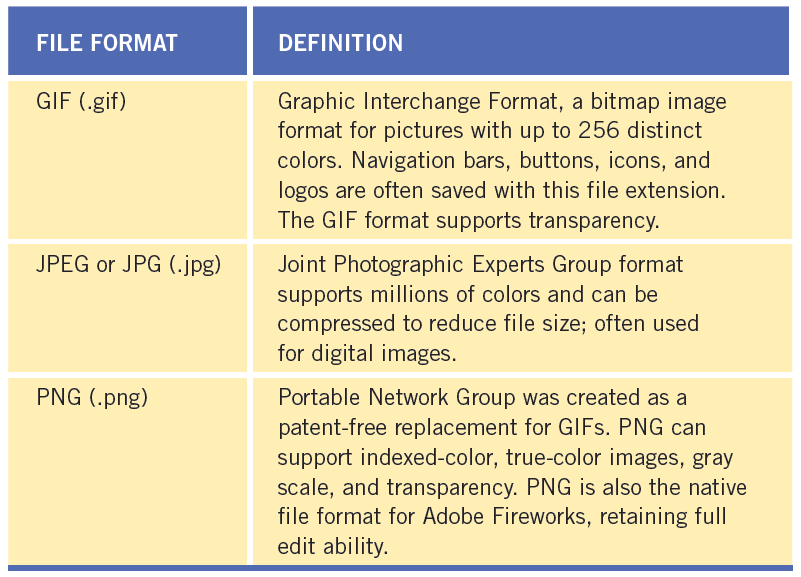 FILE FORMAT
DEFINITION
GIF (.gif)
Graphic Interchange Format, a bitmap image
format for pictures with up to 256 distinct
colors. Navigation bars, buttons, icons, and
logos are often saved with this file extension.
The GIF format supports transparency.
JPEG or JPG (.jpg)
Joint Photographic Experts Group format
supports millions of colors and can be
compressed to reduce file size; often used
for digital images.
PNG (.png)
Portable Network Group was created as a
patent-free replacement for GIFs. PNG can
support indexed-color, true-color images, gray
scale, and transparency. PNG is also the native
file format for Adobe Fireworks, retaining full
edit ability.